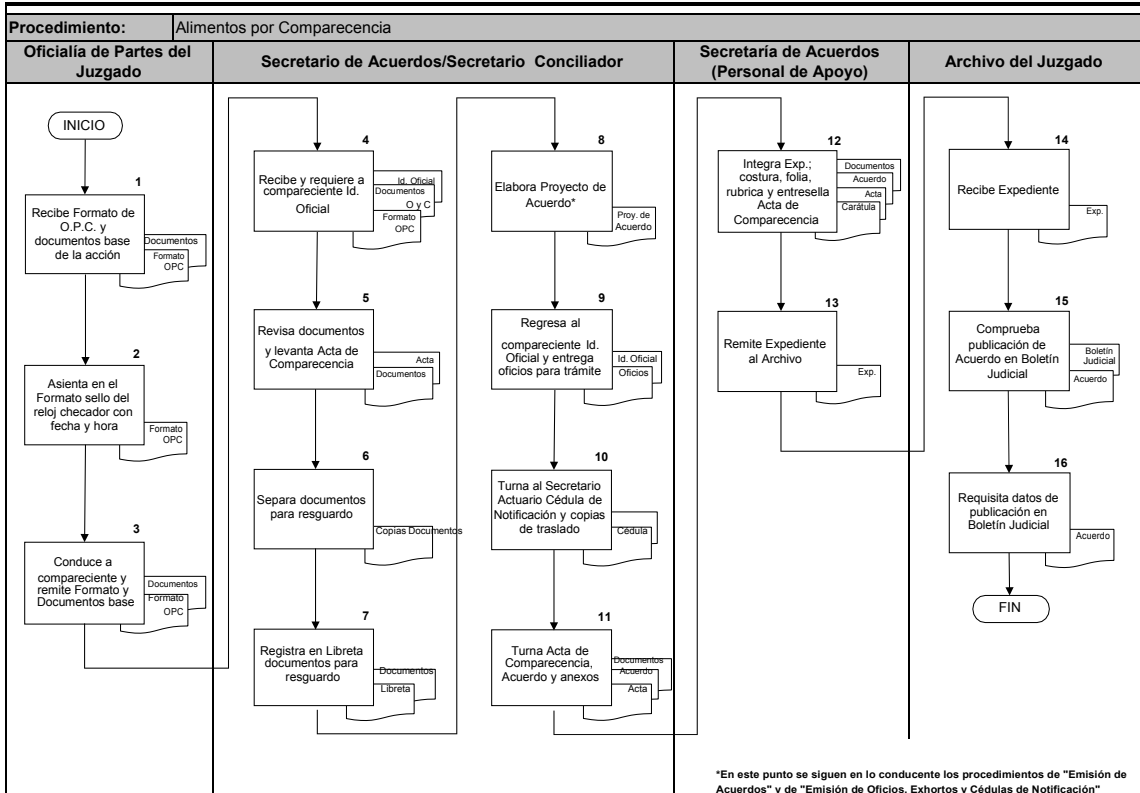 Procedimiento: Alimentos por Comparecencia
Oficialía de Partes del
Juzgado
Secretario de Acuerdos/Secretario Conciliador
Secretaría de Acuerdos
(Personal de Apoyo)
Archivo del Juzgado
INICIO
1
Recibe Formato de
O.P.C. y
documentos base
de la acción
Documentos
Formato
OPC
2
Asienta en el
Formato sello del
reloj checador con
fecha y hora
Formato
OPC
3
Conduce a
compareciente y
remite Formato y
Documentos base
Documentos
Formato
OPC
4
Recibe y requiere a
compareciente Id.
Oficial
Id. Oficial
Documentos
O y C
Formato
OPC
5
Revisa documentos
y levanta Acta de
Comparecencia
Acta
Documentos
6
Separa documentos
para resguardo
Copias Documentos
7
Registra en Libreta
documentos para
resguardo
Documentos
Libreta
8
Elabora Proyecto de
Acuerdo*
Proy. de
Acuerdo
9
Regresa al
compareciente Id.
Oficial y entrega
oficios para trámite
Id. Oficial
Oficios
10
Turna al Secretario
Actuario Cédula de
Notificación y copias
de traslado
Cédula
11
Turna Acta de
Comparecencia,
Acuerdo y anexos
Documentos
Acuerdo
Acta
12
Integra Exp.;
costura, folia,
rubrica y entresella
Acta de
Comparecencia
Documentos
Acuerdo
Acta
Carátula
13
Remite Expediente
al Archivo
Exp.
14
Recibe Expediente
Exp.
15
Comprueba
publicación de
Acuerdo en Boletín
Judicial
Boletín
Judicial
Acuerdo
16
Requisita datos de
publicación en
Boletín Judicial
Acuerdo
FIN
*En este punto se siguen en lo conducente los procedimientos de "Emisión de
Acuerdos" y de "Emisión de Oficios, Exhortos y Cédulas de Notificación"